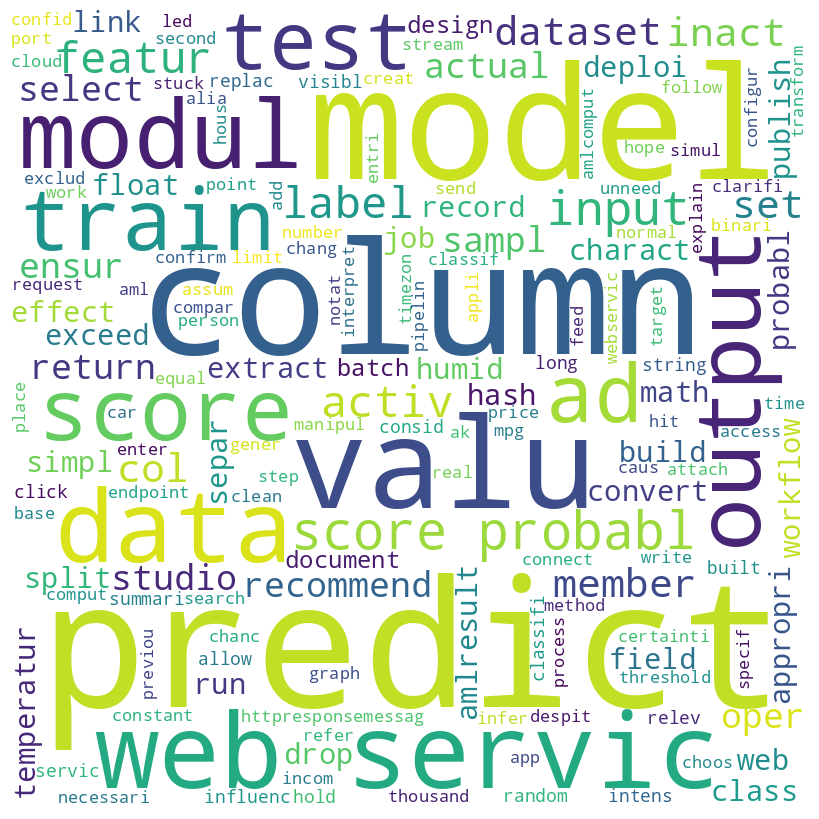 confid
link
led
design
test
dataset
inact
port
second
featur
stream
cloud
actual
deploi
select
stuck
replac
visibl
creat
follow
publish
transform
alia
hous
modul
model
configur
entri
amlcomput
hope
simul
exclud
work
float
point
add
label
send
unneed
clarifi
train
record
input
normal
explain
set
binari
confirm
limit
number
job
sampl
charact
ensur
chang
notat
interpret
timezon
classif
column
request
aml
assum
compar
person
pipelin
appli
webservic
target
output
probabl
effect
exceed
return
extract
batch
humid
long
feed
string
equal
hash
math
time
place
car
score
activ
ad
price
mpg
hit
access
enter
manipul
consid
ak
build
simpl
col
separ
gener
valu
caus
attach
workflow
click
endpoint
step
real
convert
base
clean
data
score probabl
document
connect
write
split
studio
recommend
member
built
appropri
comput
summari
search
amlresult
classifi
method
process
predict
temperatur
previou
chanc
certainti
specif
allow
run
graph
field
threshold
constant
httpresponsemessag
infer
despit
relev
oper
refer
web servic
drop
app
choos
web
servic
incom
necessari
influenc
hold
thousand
random
intens
class